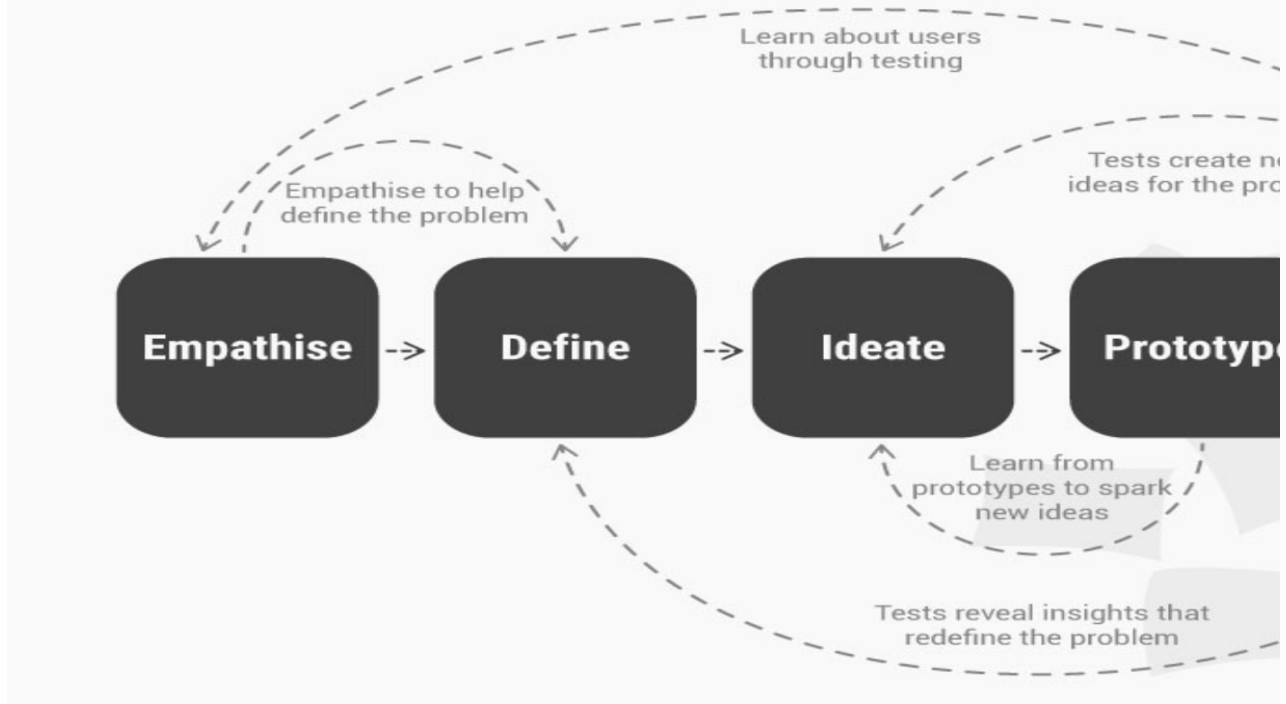 Learn about users
through testing
Tests create
ideas for the
Empathise to help
define the problem
Empathise
Define
Ideate
Learn from
prototypes to spark
new ideas
Tests reveal insights that
redefine the problem